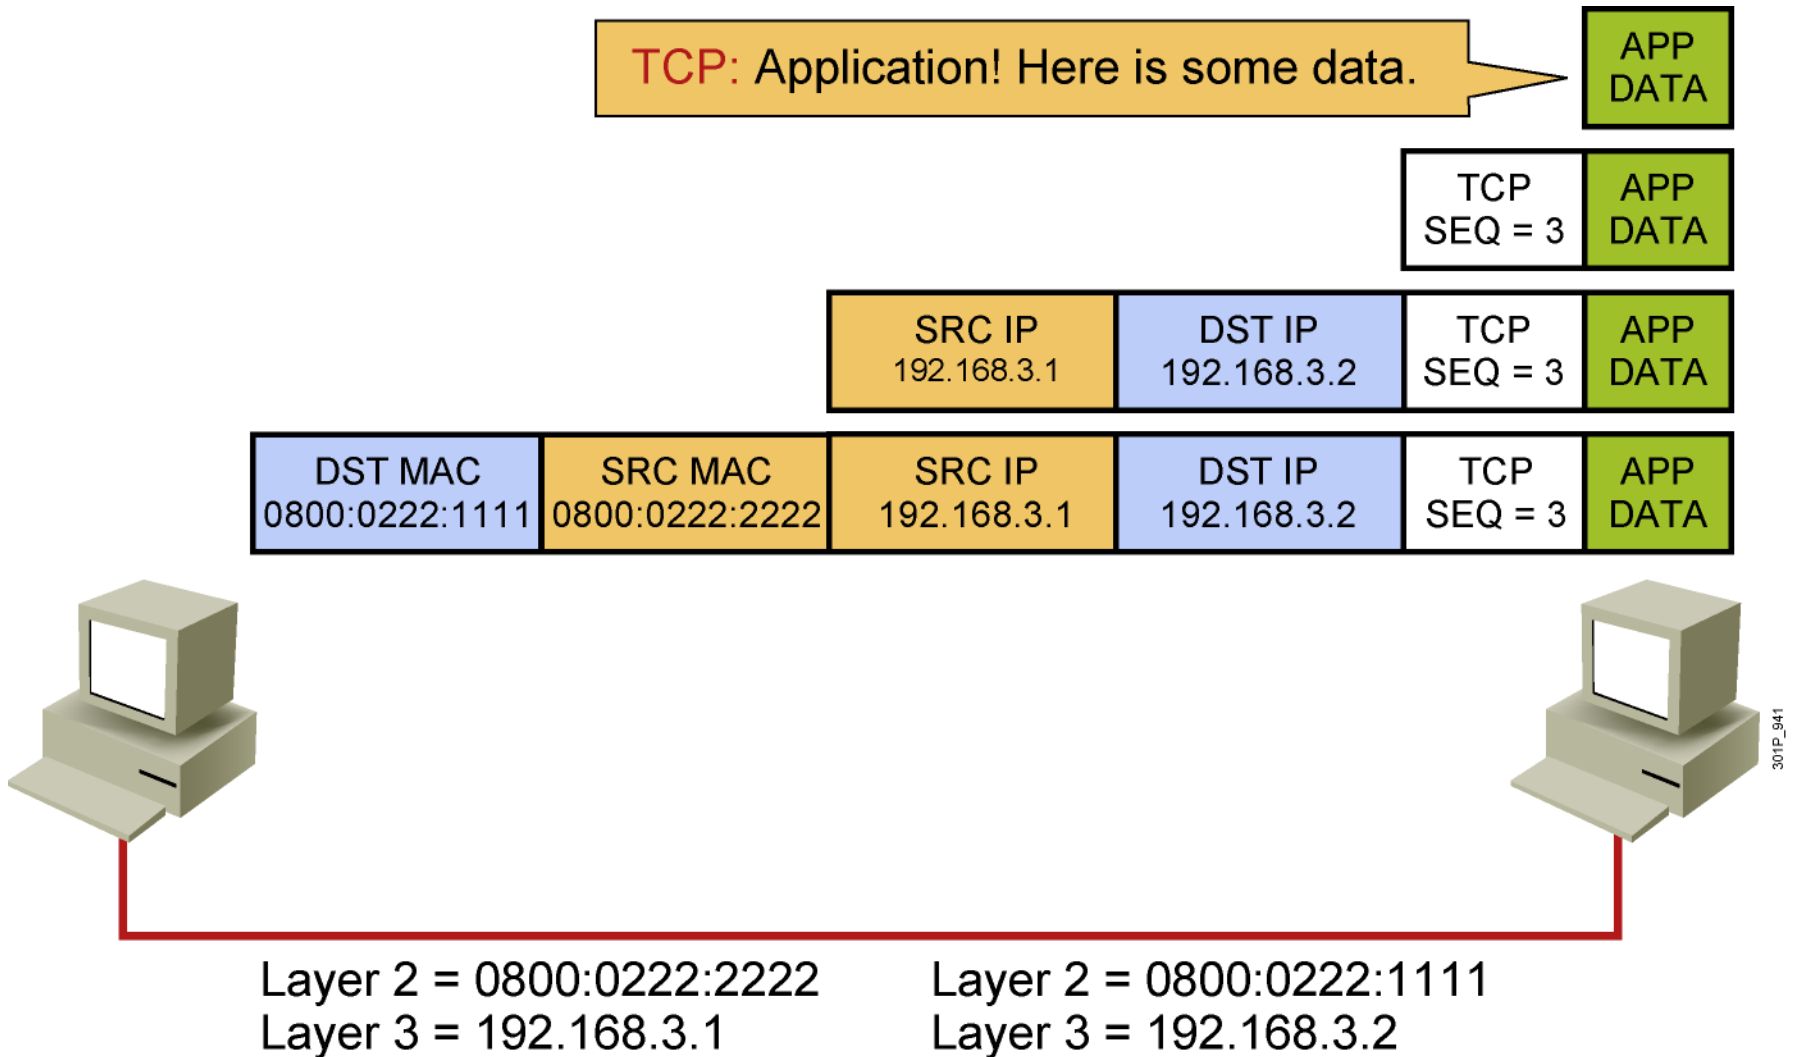 TCP: Application! Here is some data.
APP
DATA
TCP
SEQ = 3
APP
DATA
SRC IP
192.168.3.1
DST IP
192.168.3.2
TCP
SEQ = 3
APP
DATA
DST MAC
0800:0222:1111
SRC MAC
0800:0222:2222
SRC IP
192.168.3.1
DST IP
192.168.3.2
TCP
SEQ = 3
APP
DATA
301P_941
Layer 2 = 0800:0222:2222
Layer 3 = 192.168.3.1
Layer 2 = 0800:0222:1111
Layer 3 = 192.168.3.2